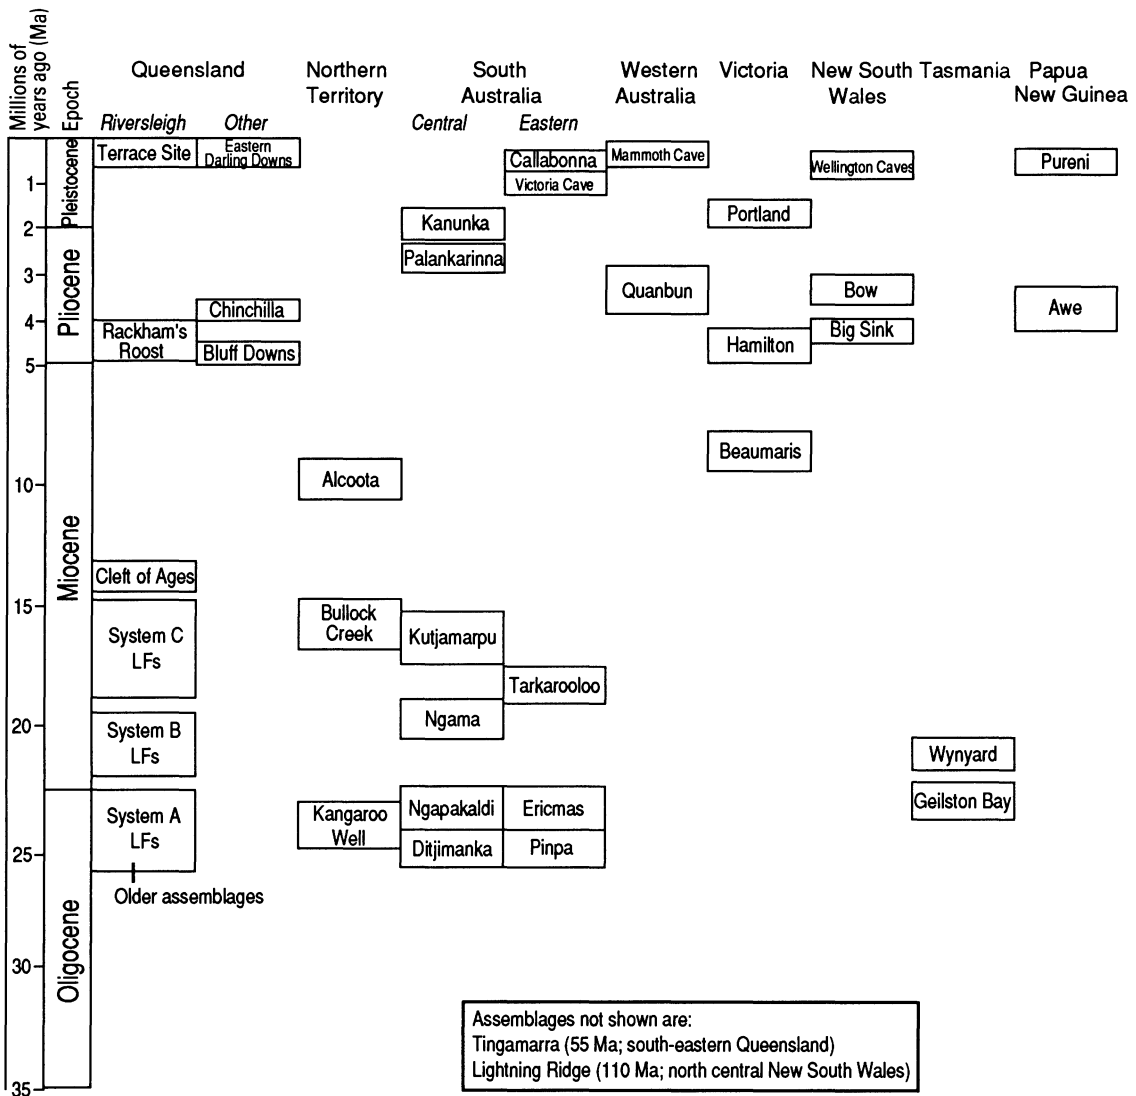 Millions of
years ago (Ma)
Epoch
Queensland
Northern
Territory
South
Australia
Western
Australia
Victoria
New South
Wales
Tasmania
Papua
New Guinea
Riversleigh
Other
Central
Eastern
Pleistocene
Terrace Site
Eastern
Darling Downs
Callabonna
Mammoth Cave
Wellington Caves
Pureni
1
Victoria Cave
Portland
Kanunka
2
Pliocene
Palankarinna
3
Quanbun
Bow
Awe
Chinchilla
4
Rackham's
Roost
Big Sink
Bluff Downs
Hamilton
5
Miocene
Beaumaris
Alcoota
10
Cleft of Ages
15
System C
LFs
Bullock
Creek
Kutjamarpu
Tarkarooloo
Ngama
20
System B
LFs
Wynyard
Oligocene
System A
LFs
Kangaroo
Well
Ngapakaldi
Ericmas
Geilston Bay
Ditjimanka
Pinpa
25
Older assemblages
30
35
Assemblages not shown are:
Tingamarra (55 Ma; south-eastern Queensland)
Lightning Ridge (110 Ma; north central New South Wales)